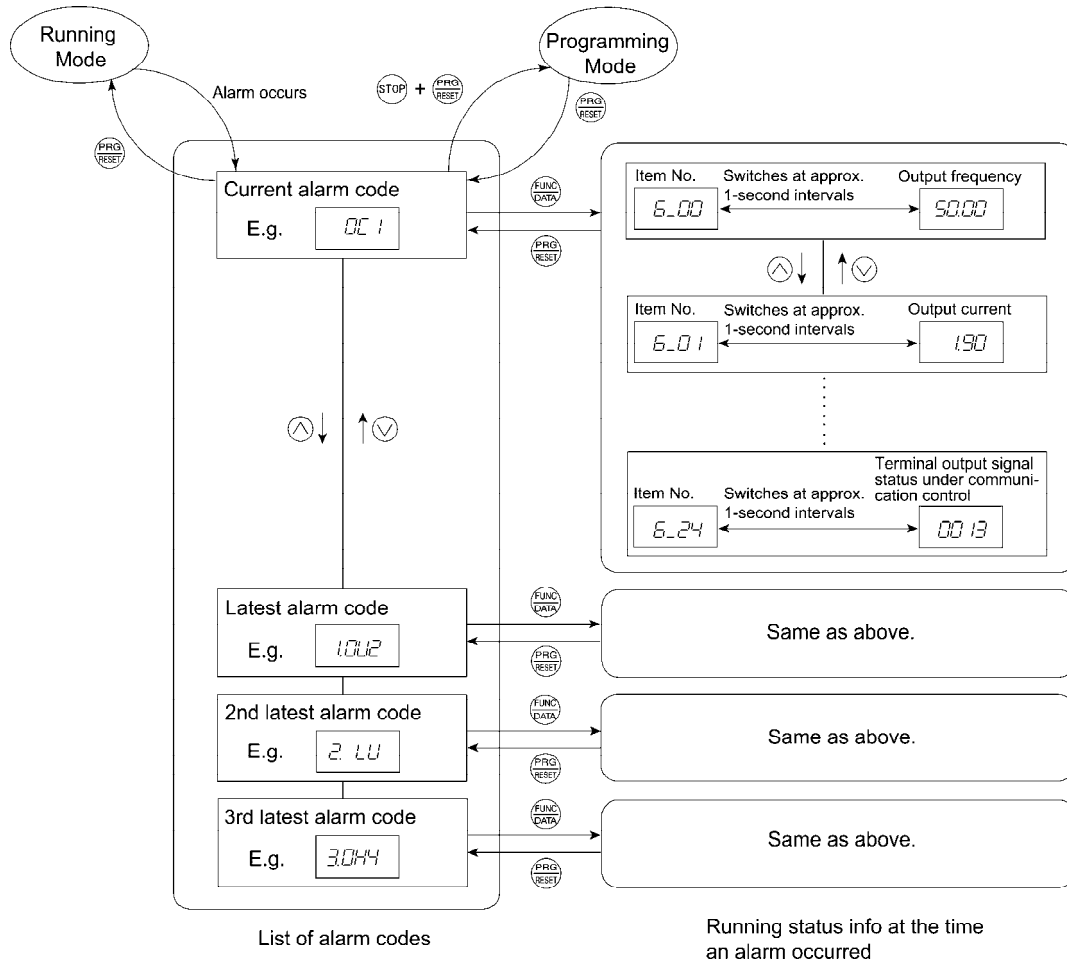 Running
Mode
Programming
Mode
Alarm occurs
STOP + PRG
RESET
PRG
RESET
PRG
RESET
Current alarm code
E.g. OC1
FUNC
DATA
PRG
RESET
Item No.
Switches at approx.
1-second intervals
Output frequency
6_00
50.00
Item No.
Switches at approx.
1-second intervals
Output current
6_01
1.90
Item No.
Switches at approx.
1-second intervals
Terminal output signal
status under communi-
cation control
6_24
0013
Latest alarm code
E.g. 1.OU2
FUNC
DATA
PRG
RESET
Same as above.
2nd latest alarm code
E.g. 2. LU
FUNC
DATA
PRG
RESET
Same as above.
3rd latest alarm code
E.g. 3.OH4
FUNC
DATA
PRG
RESET
Same as above.
List of alarm codes
Running status info at the time
an alarm occurred